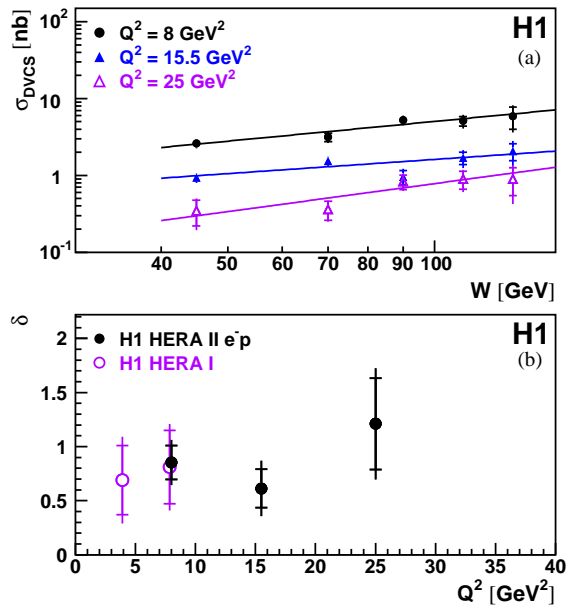 σDVCS [nb]
H1
(a)
Q² = 8 GeV²
Q² = 15.5 GeV²
Q² = 25 GeV²
10²
10
1
10⁻¹
40 50 60 70 80 90 100
W [GeV]
δ
H1
(b)
H1 HERA II e⁻p
H1 HERA I
2
1.5
1
0.5
0
0 5 10 15 20 25 30 35 40
Q² [GeV²]